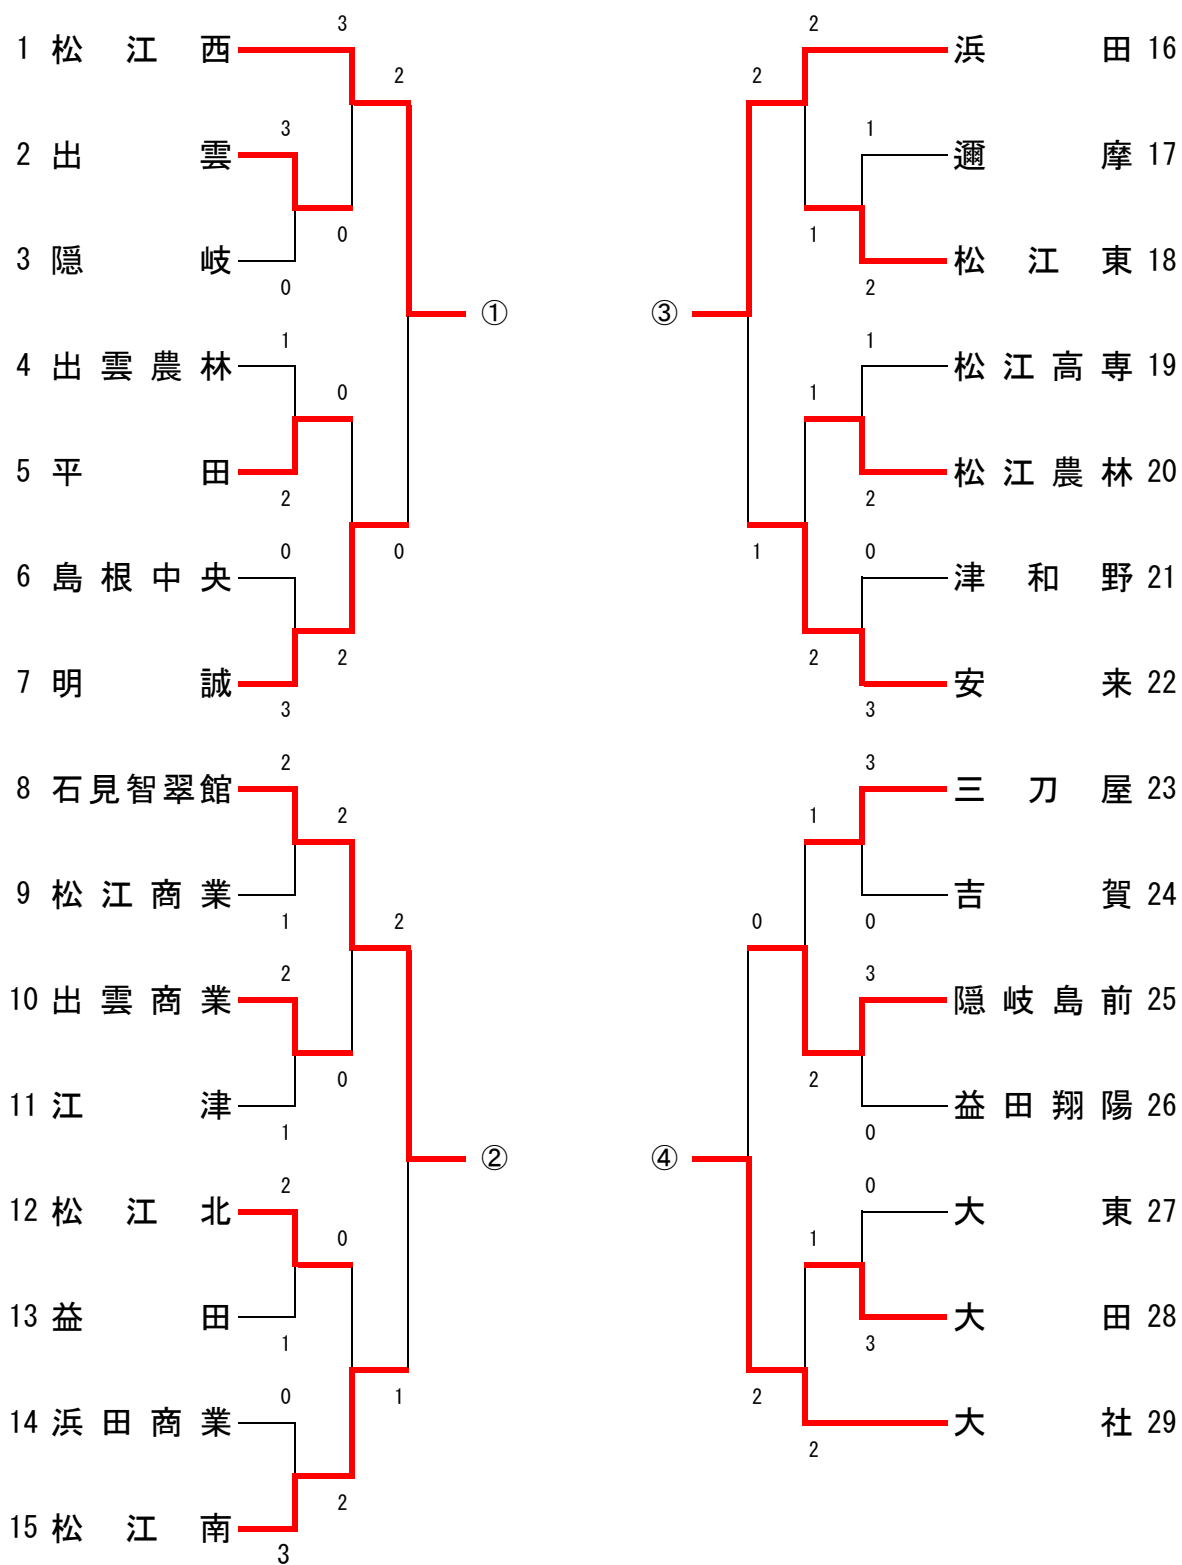 3
1 松江西
2
3
2 出雲
0
3 隠岐
0
①
1
4 出雲農林
0
5 平田
2
0
0
6 島根中央
2
7 明誠
3
2
8 石見智翠館
2
9 松江商業
1
2
2
10 出雲商業
0
11 江津
1
②
2
12 松江北
0
13 益田
1
0
1
14 浜田商業
2
15 松江南
3
2
浜田 16
2
1
邇摩 17
1
松江東 18
2
③
1
松江高専 19
1
松江農林 20
2
1
0
津和野 21
2
安来 22
3
3
三刀屋 23
1
吉賀 24
0
0
3
隠岐島前 25
2
益田翔陽 26
0
④
0
大東 27
1
大田 28
3
2
大社 29
2